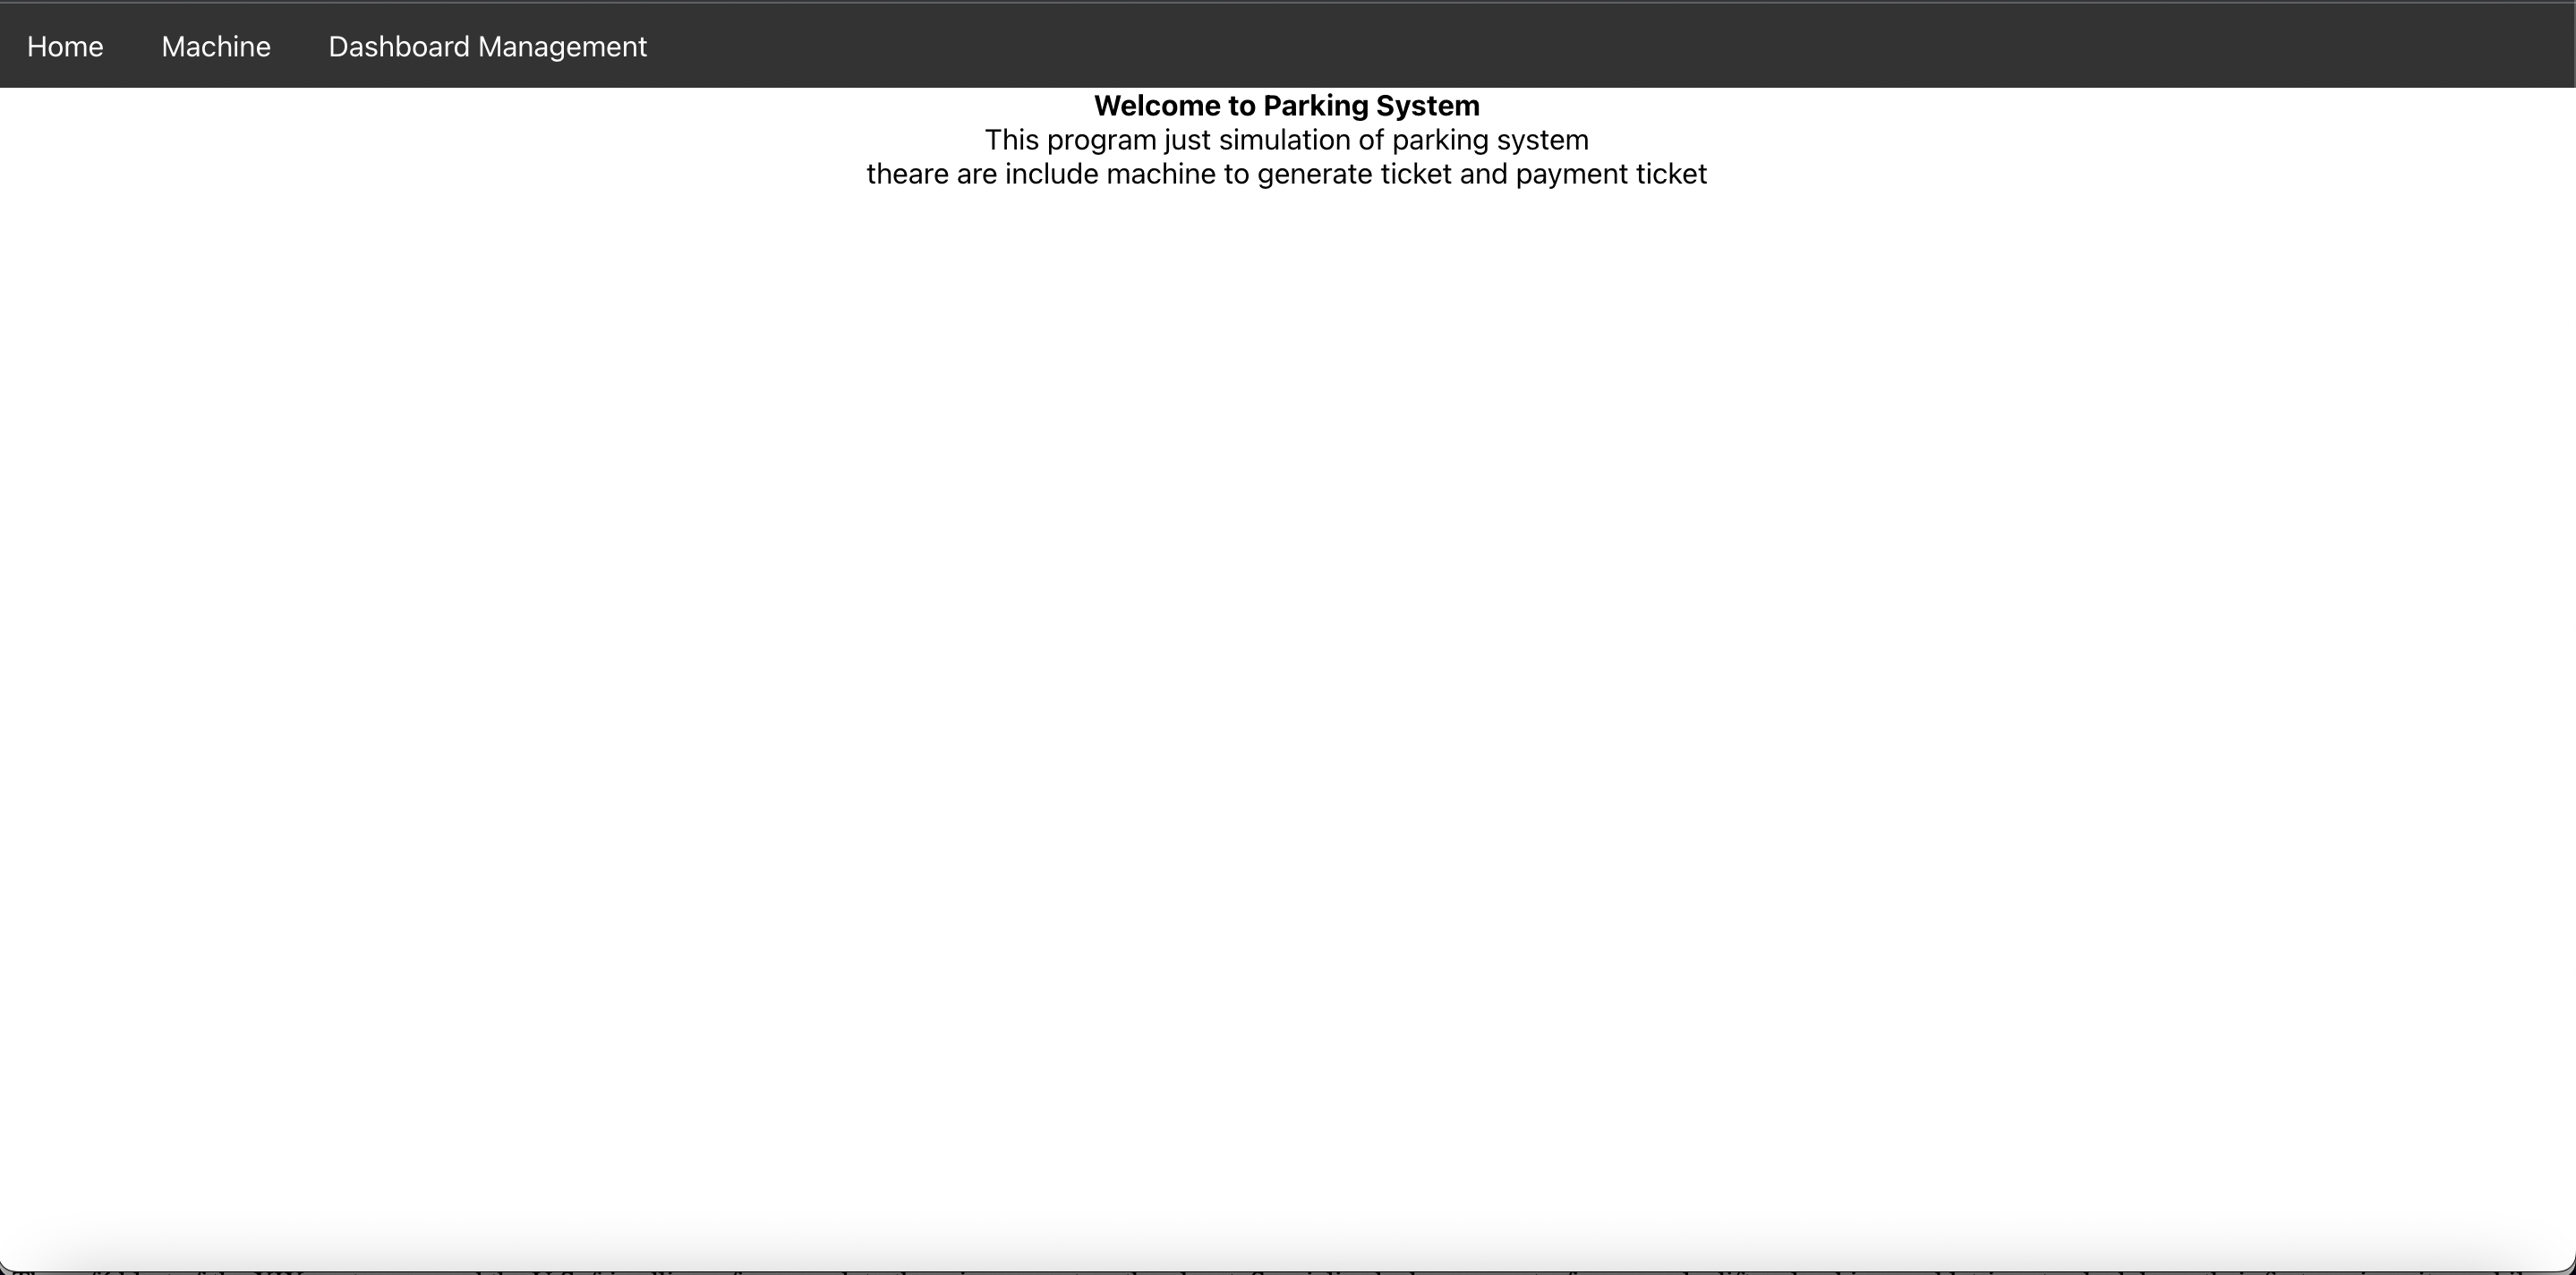 Home Machine Dashboard Management
Welcome to Parking System
This program just simulation of parking system
theare are include machine to generate ticket and payment ticket